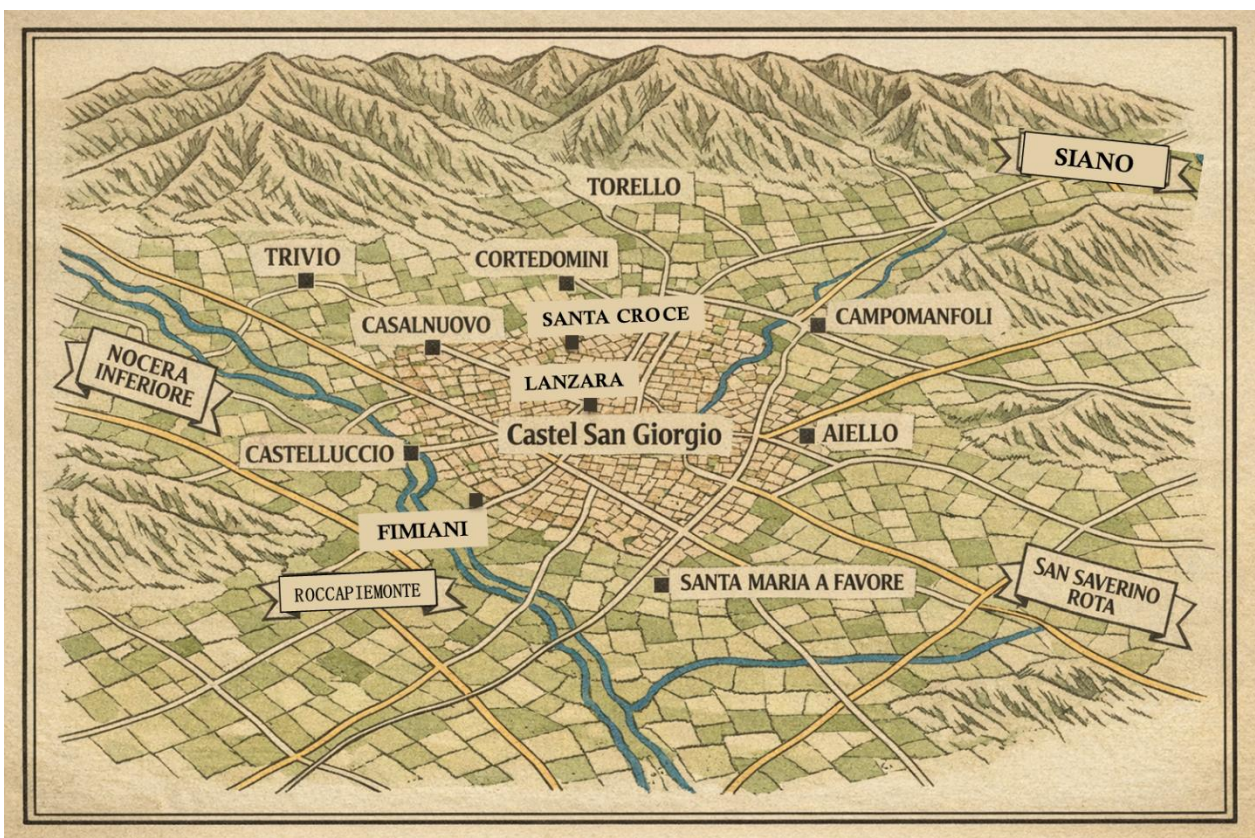 SIANO
TORELLO
TRIVIO
CORTEDOMINI
SANTA CROCE
CAMPOMANFOLI
CASALNUOVO
NOCERA
INFERIORE
LANZARA
Castel San Giorgio
AIELLO
CASTELLUCCIO
FIMIANI
ROCCAPIEMONTE
SANTA MARIA A FAVORE
SAN SAVERINO
ROTA